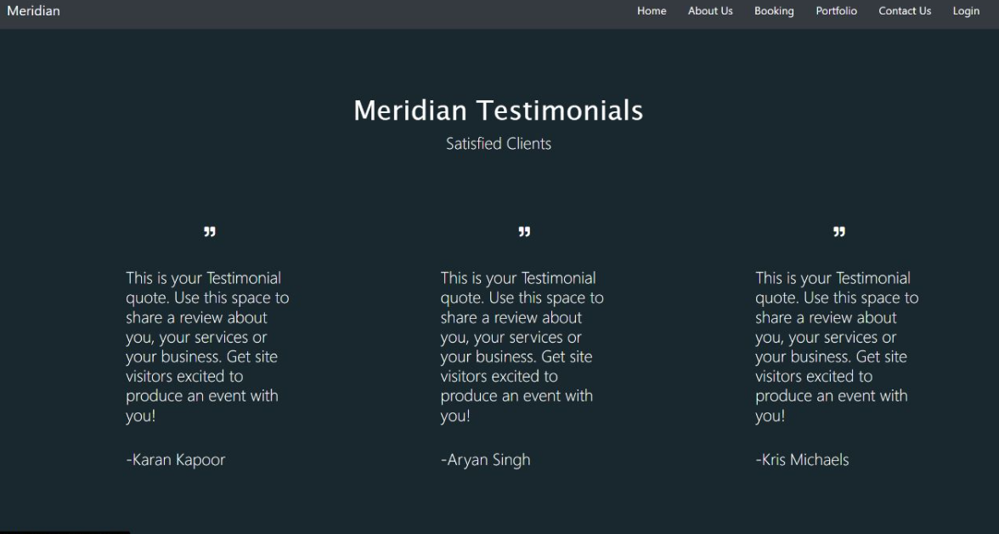 Meridian Home About Us Booking Portfolio Contact Us Login
Meridian Testimonials
Satisfied Clients
”
This is your Testimonial
quote. Use this space to
share a review about
you, your services or
your business. Get site
visitors excited to
produce an event with
you!
-Karan Kapoor
”
This is your Testimonial
quote. Use this space to
share a review about
you, your services or
your business. Get site
visitors excited to
produce an event with
you!
-Aryan Singh
”
This is your Testimonial
quote. Use this space to
share a review about
you, your services or
your business. Get site
visitors excited to
produce an event with
you!
-Kris Michaels